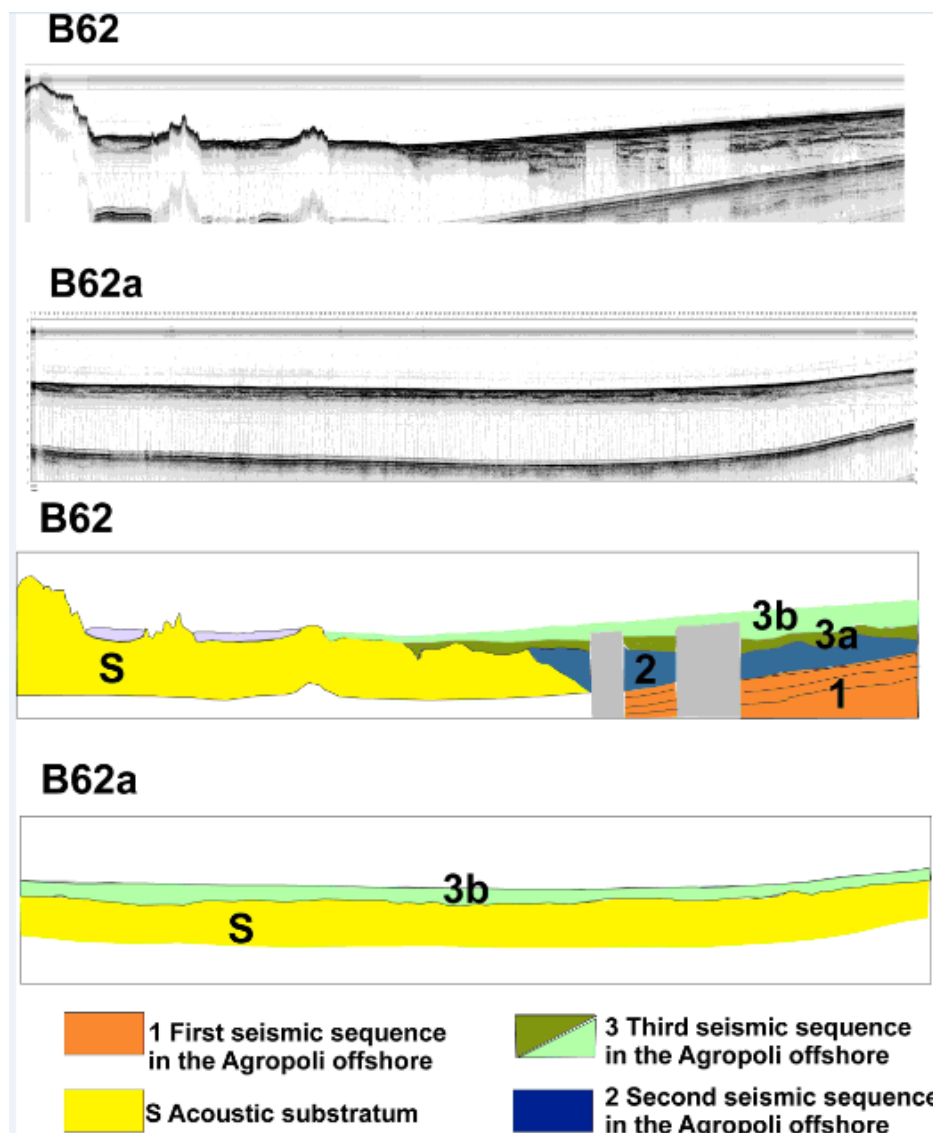 B62
B62a
B62
3b
3a
2
S
1
B62a
3b
S
1 First seismic sequence
in the Agropoli offshore
3 Third seismic sequence
in the Agropoli offshore
S Acoustic substratum
2 Second seismic sequence
in the Agropoli offshore